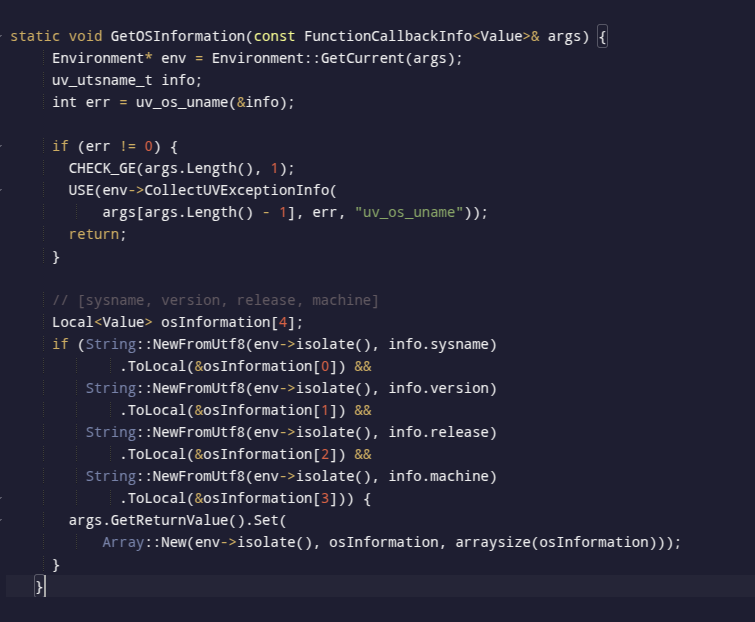 static void GetOSInformation(const FunctionCallbackInfo<Value>& args) {
Environment* env = Environment::GetCurrent(args);
uv_utsname_t info;
int err = uv_os_uname(&info);
if (err != 0) {
CHECK_GE(args.Length(), 1);
USE(env->CollectUVExceptionInfo(
args[args.Length() - 1], err, "uv_os_uname"));
return;
}
// [sysname, version, release, machine]
Local<Value> osInformation[4];
if (String::NewFromUtf8(env->isolate(), info.sysname)
.ToLocal(&osInformation[0]) &&
String::NewFromUtf8(env->isolate(), info.version)
.ToLocal(&osInformation[1]) &&
String::NewFromUtf8(env->isolate(), info.release)
.ToLocal(&osInformation[2]) &&
String::NewFromUtf8(env->isolate(), info.machine)
.ToLocal(&osInformation[3])) {
args.GetReturnValue().Set(
Array::New(env->isolate(), osInformation, arraysize(osInformation)));
}
}